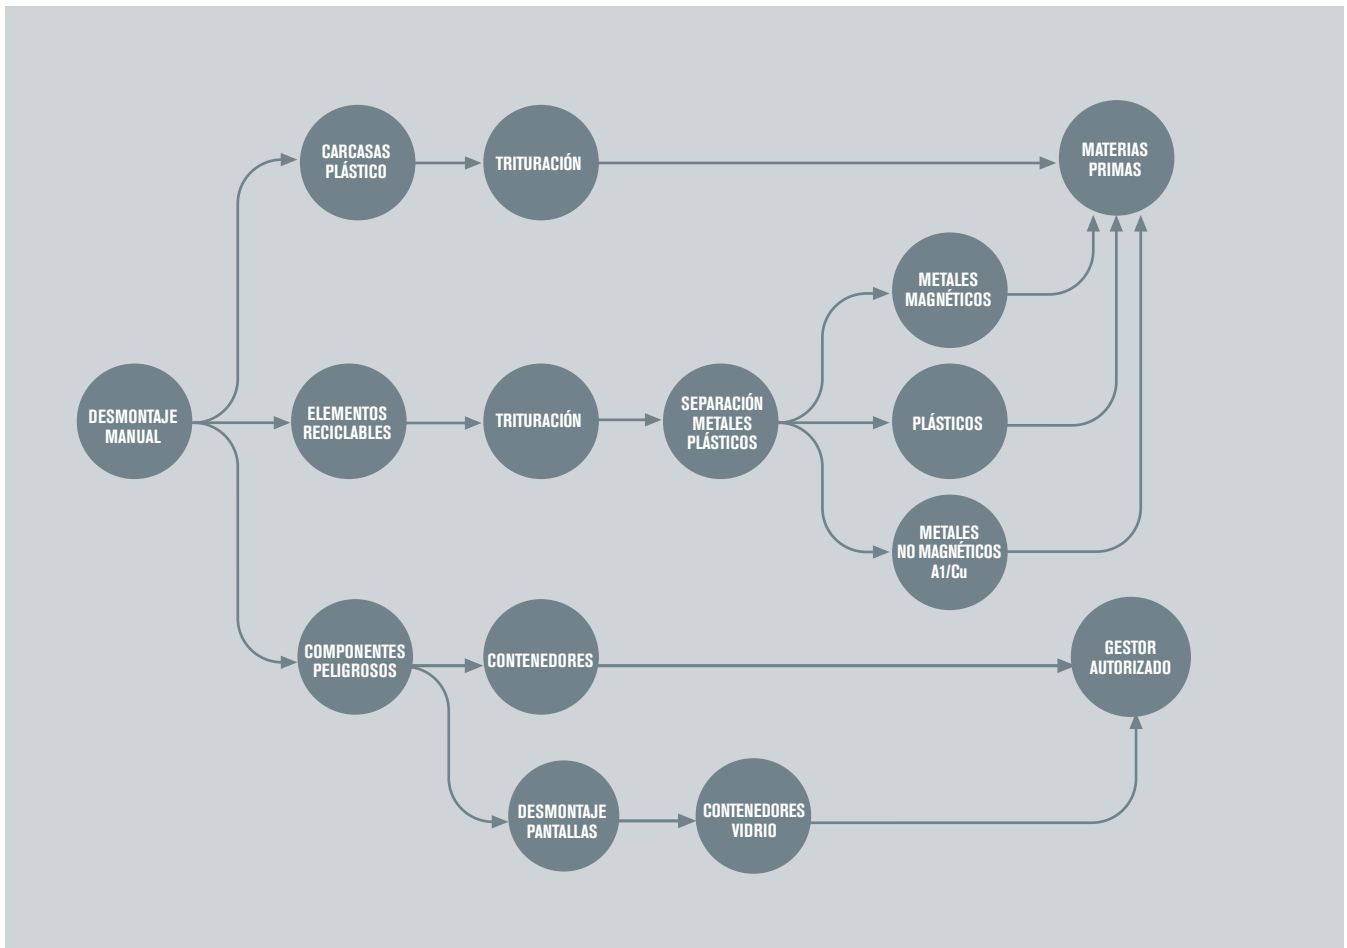 CARCASAS
PLÁSTICO
TRITURACIÓN
MATERIAS
PRIMAS
METALES
MAGNÉTICOS
DESMONTAJE
MANUAL
ELEMENTOS
RECICLABLES
TRITURACIÓN
SEPARACIÓN
METALES
PLÁSTICOS
PLÁSTICOS
METALES
NO MAGNÉTICOS
A1/Cu
COMPONENTES
PELIGROSOS
CONTENEDORES
GESTOR
AUTORIZADO
DESMONTAJE
PANTALLAS
CONTENEDORES
VIDRIO